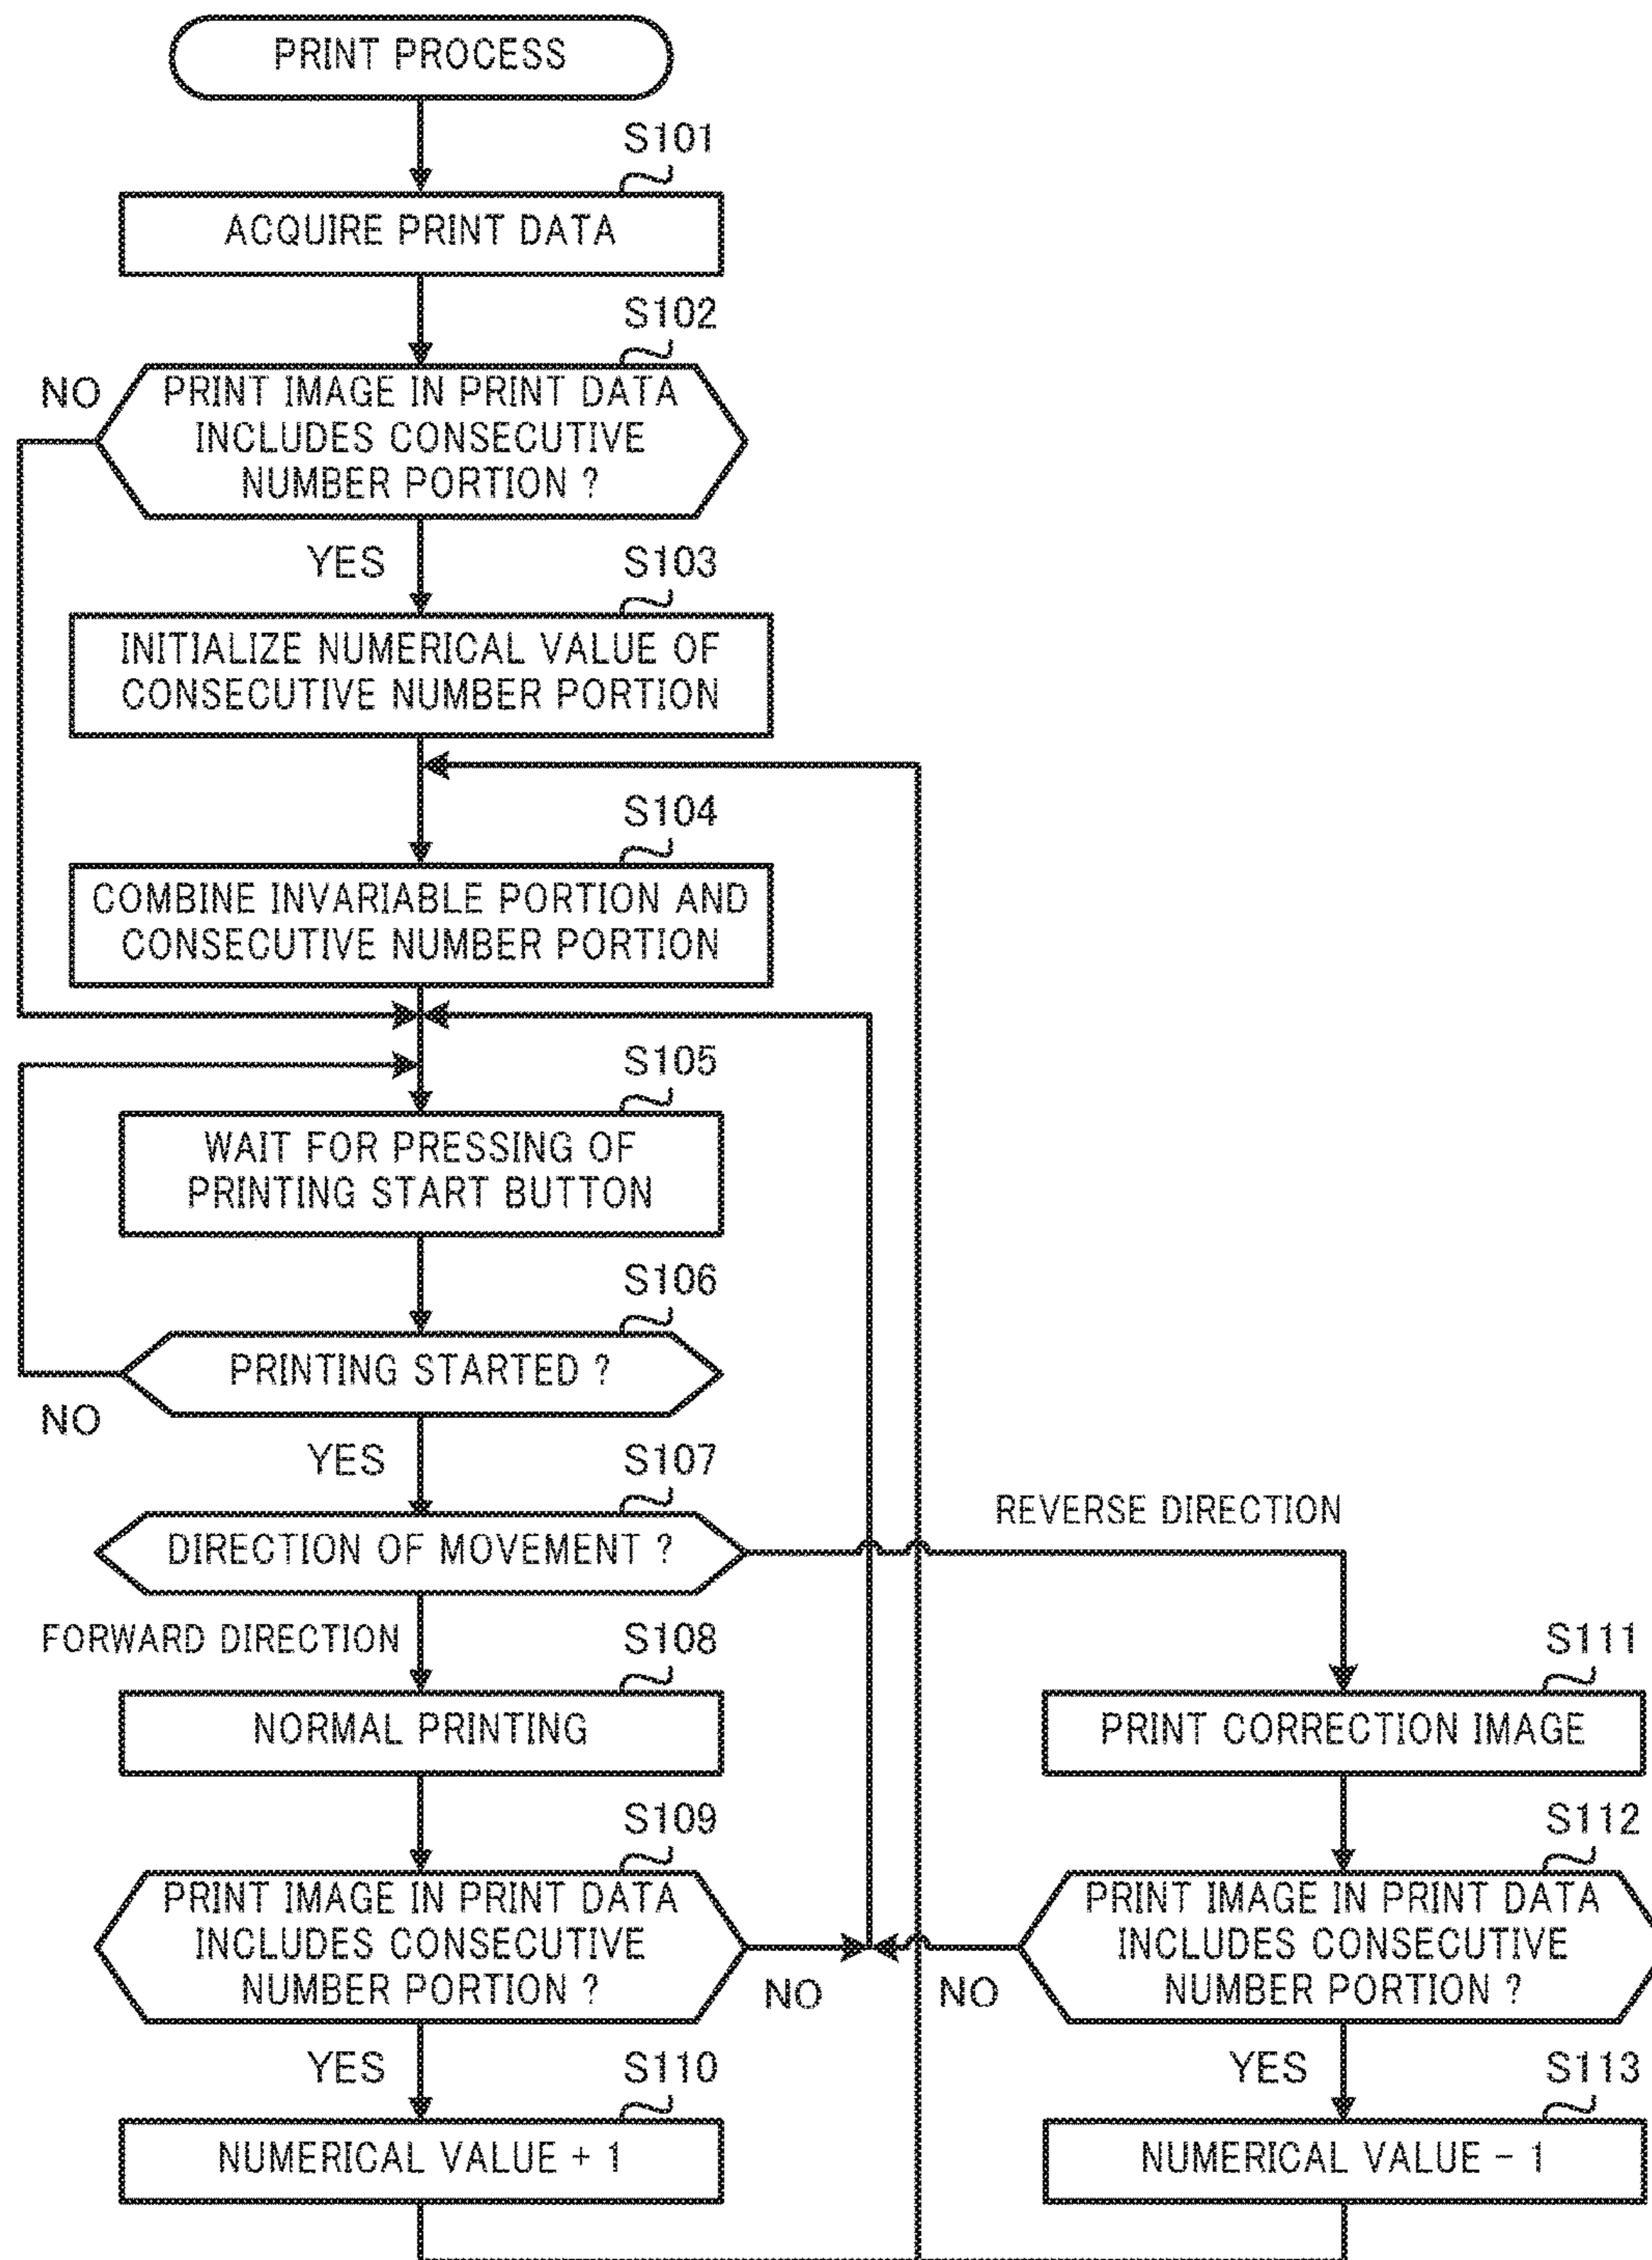 PRINT PROCESS
S101
ACQUIRE PRINT DATA
S102
NO
PRINT IMAGE IN PRINT DATA
INCLUDES CONSECUTIVE
NUMBER PORTION ?
YES
S103
INITIALIZE NUMERICAL VALUE OF
CONSECUTIVE NUMBER PORTION
S104
COMBINE INVARIABLE PORTION AND
CONSECUTIVE NUMBER PORTION
S105
WAIT FOR PRESSING OF
PRINTING START BUTTON
S106
PRINTING STARTED ?
NO
YES
S107
DIRECTION OF MOVEMENT ?
REVERSE DIRECTION
FORWARD DIRECTION
S108
NORMAL PRINTING
S109
PRINT IMAGE IN PRINT DATA
INCLUDES CONSECUTIVE
NUMBER PORTION ?
NO
YES
S110
NUMERICAL VALUE + 1
S111
PRINT CORRECTION IMAGE
S112
PRINT IMAGE IN PRINT DATA
INCLUDES CONSECUTIVE
NUMBER PORTION ?
NO
YES
S113
NUMERICAL VALUE - 1